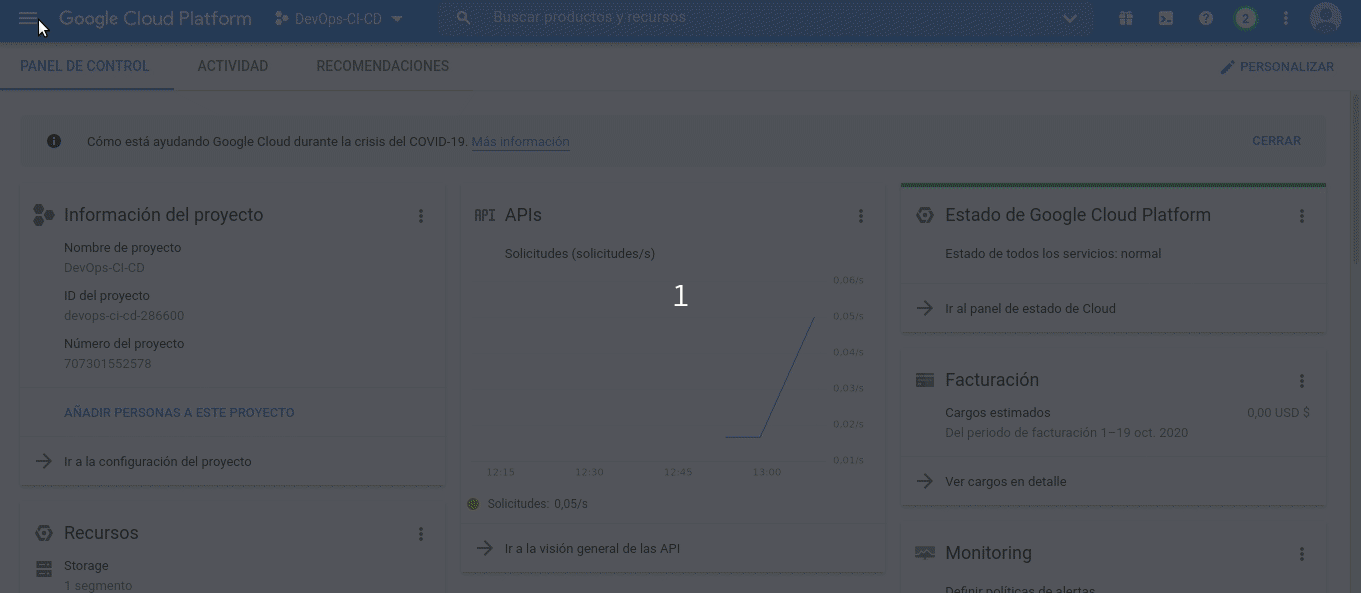 Google Cloud Platform
DevOps-CI-CD
Buscar productos y recursos
2
PANEL DE CONTROL
ACTIVIDAD
RECOMENDACIONES
PERSONALIZAR
Cómo está ayudando Google Cloud durante la crisis del COVID-19. Más información
CERRAR
Información del proyecto
Nombre de proyecto
DevOps-CI-CD
ID del proyecto
devops-ci-cd-286600
Número del proyecto
707301552578
AÑADIR PERSONAS A ESTE PROYECTO
Ir a la configuración del proyecto
Recursos
Storage
1 segmento
API APIs
Solicitudes (solicitudes/s)
1
0.06/s
0.05/s
0.04/s
0.03/s
0.02/s
0.01/s
12:15 12:30 12:45 13:00
Solicitudes: 0,05/s
Ir a la visión general de las API
Estado de Google Cloud Platform
Estado de todos los servicios: normal
Ir al panel de estado de Cloud
Facturación
Cargos estimados 0,00 USD $
Del periodo de facturación 1–19 oct. 2020
Ver cargos en detalle
Monitoring
Definir políticas de alertas